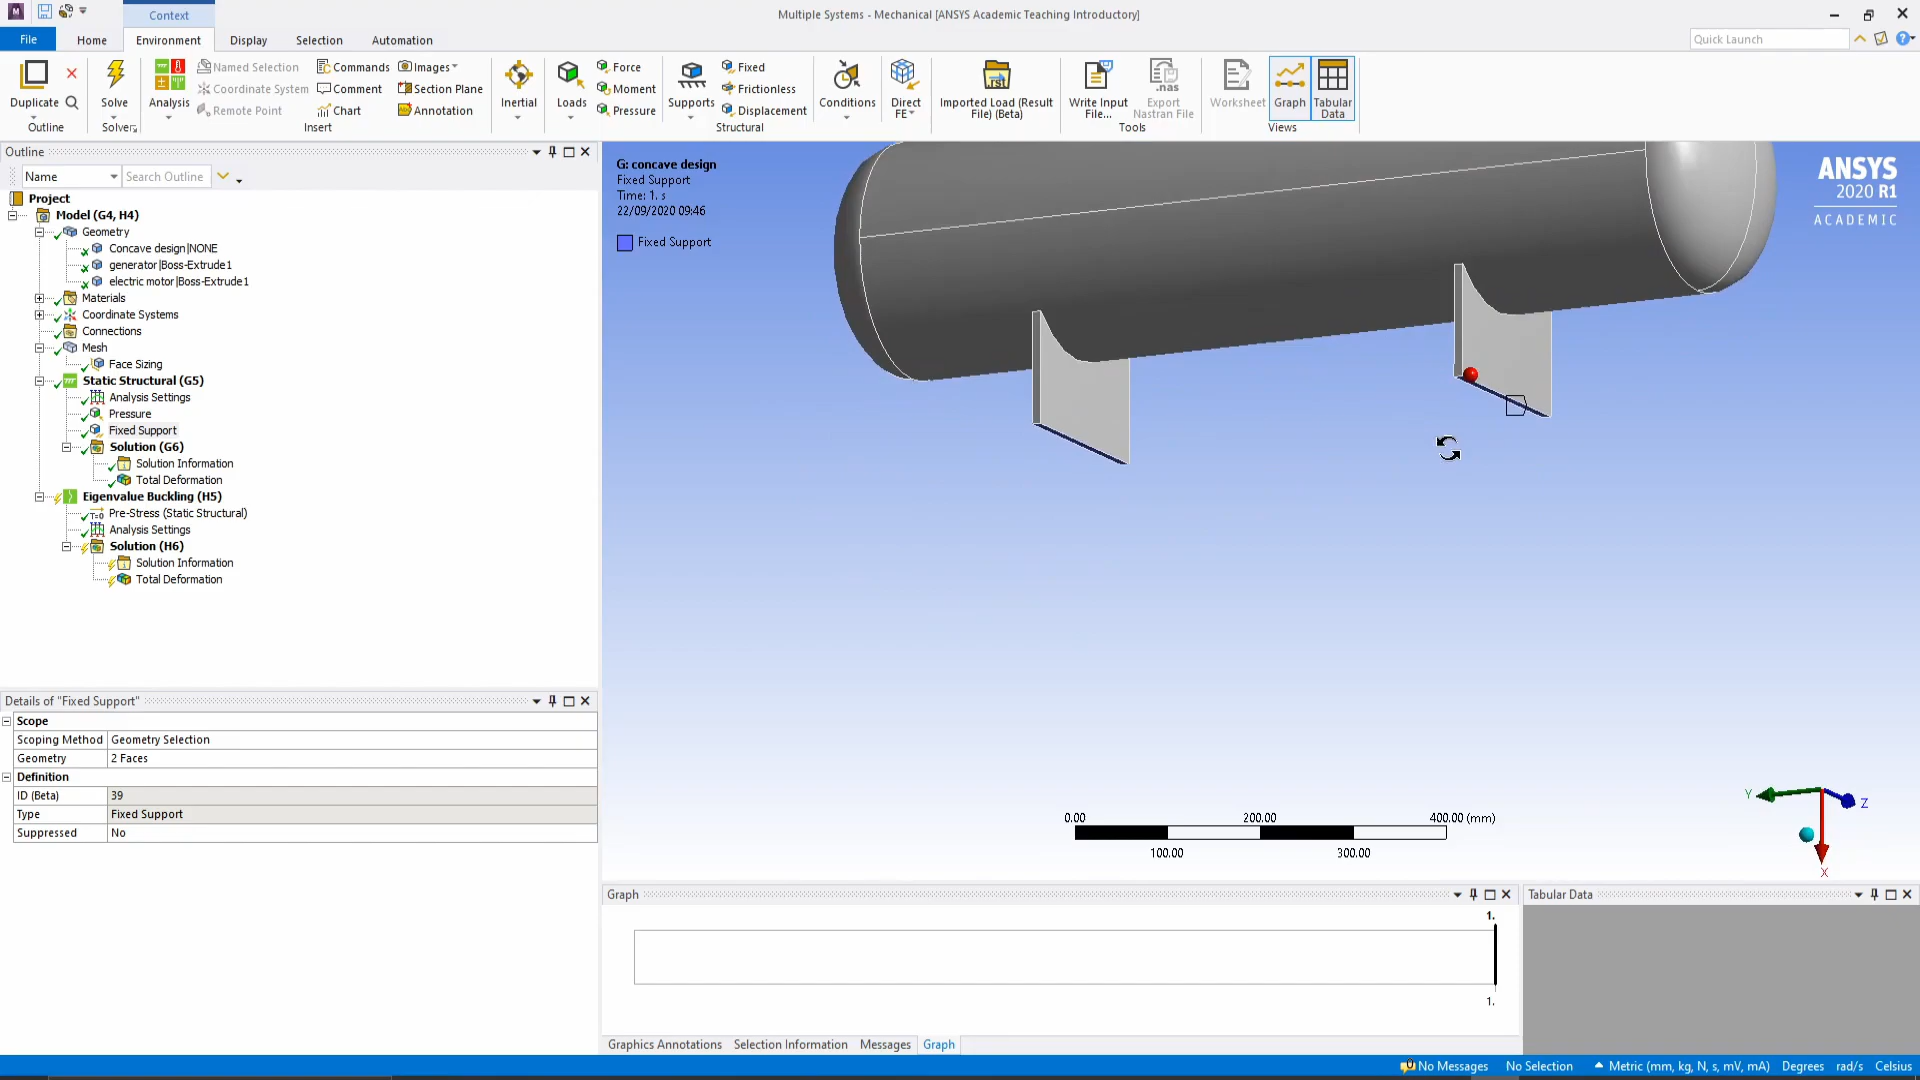 Context
Multiple Systems - Mechanical [ANSYS Academic Teaching Introductory]
File
Home
Environment
Display
Selection
Automation
Quick Launch
Duplicate
Outline
Solve
Solver
Analysis
Named Selection
Coordinate System
Remote Point
Commands
Comment
Chart
Images
Section Plane
Annotation
Insert
Inertial
Loads
Force
Moment
Pressure
Supports
Fixed
Frictionless
Displacement
Structural
Conditions
Direct
FE
Imported Load (Result
File) (Beta)
Write Input
File...
.nas
Export
Nastran File
Tools
Worksheet
Graph
Tabular
Data
Views
Outline
Name
Search Outline
Project
Model (G4, H4)
Geometry
Concave design|NONE
generator|Boss-Extrude1
electric motor|Boss-Extrude1
Materials
Coordinate Systems
Connections
Mesh
Face Sizing
Static Structural (G5)
Analysis Settings
Pressure
Fixed Support
Solution (G6)
Solution Information
Total Deformation
Eigenvalue Buckling (H5)
Pre-Stress (Static Structural)
Analysis Settings
Solution (H6)
Solution Information
Total Deformation
Details of "Fixed Support"
Scope
Scoping Method Geometry Selection
Geometry 2 Faces
Definition
ID (Beta) 39
Type Fixed Support
Suppressed No
G: concave design
Fixed Support
Time: 1. s
22/09/2020 09:46
Fixed Support
ANSYS
2020 R1
ACADEMIC
0.00 200.00 400.00 (mm)
100.00 300.00
Y
Z
X
Graph
1.
1.
Tabular Data
Graphics Annotations Selection Information Messages Graph
No Messages No Selection Metric (mm, kg, N, s, mV, mA) Degrees rad/s Celsius